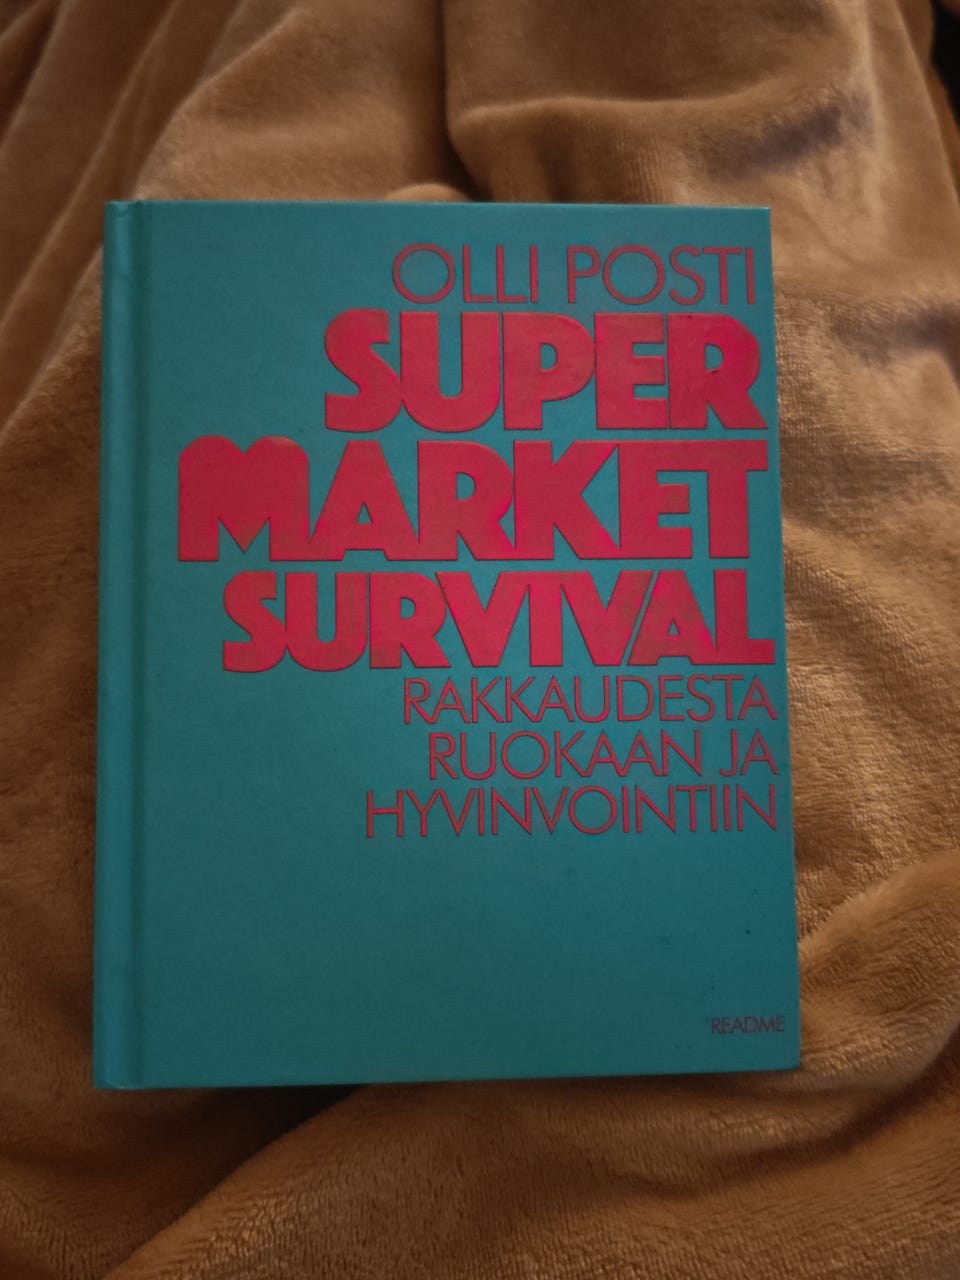 OLLI POSTI
SUPER
MARKET
SURVIVAL
RAKKAUDESTA
RUOKAAN JA
HYVINVOINTIIN
README